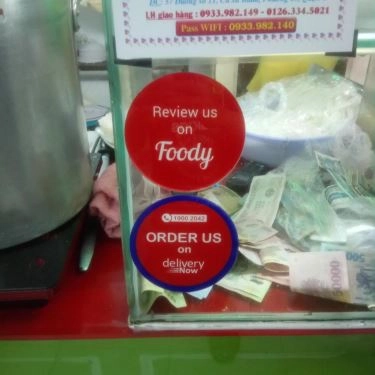 LH giao hàng : 0933.982.149 - 0126.334.5021
Pass WIFI : 0933.982.140
Review us
on
Foody
1900 2042
ORDER US
on
delivery
Now